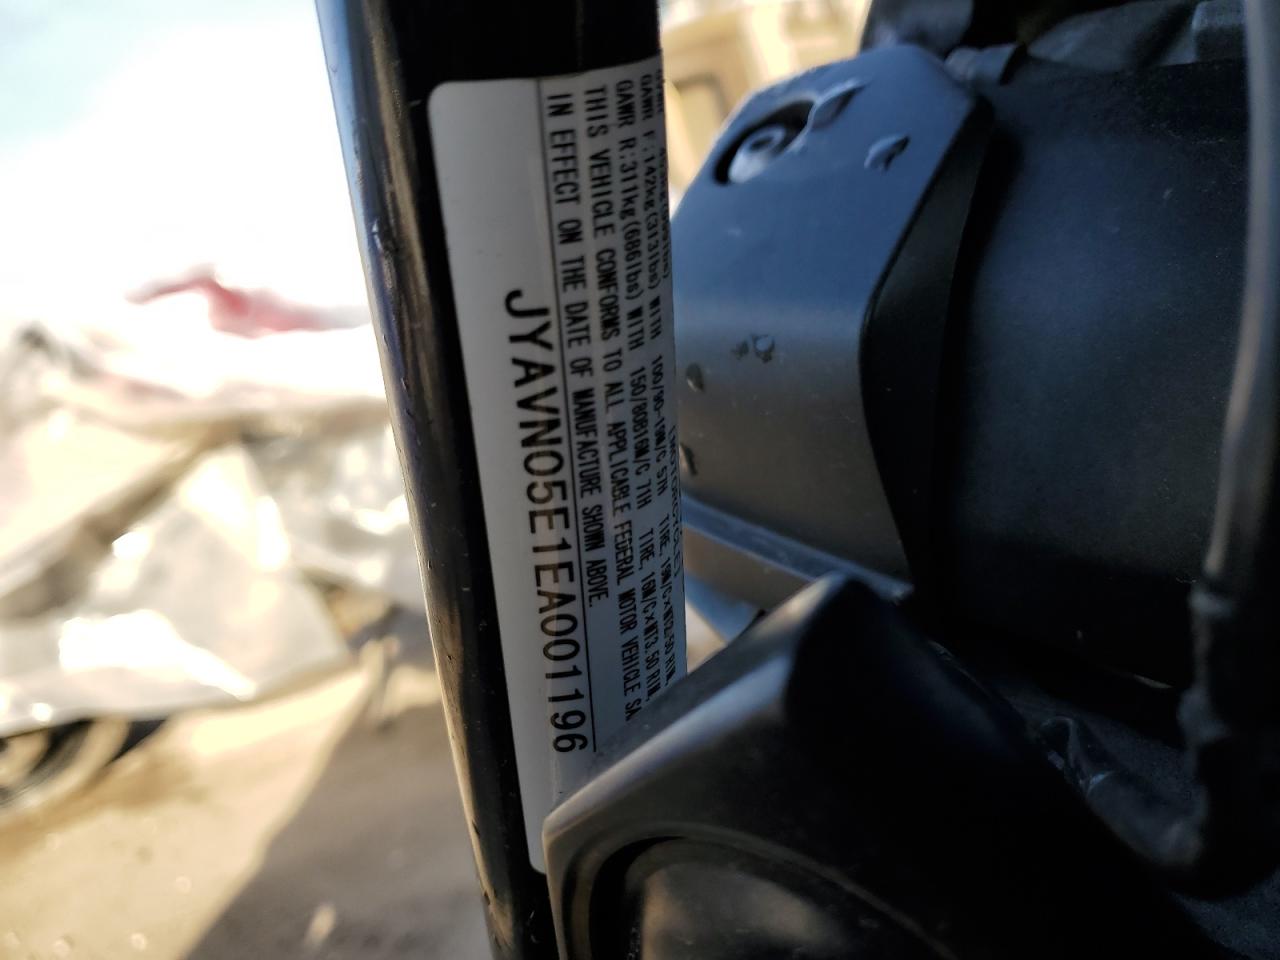 GAWR F:142kg(313lbs) WITH 100/90-19M/C 57H TIRE, 19M/C×MT2.50 RIM,
GAWR R:311kg(686lbs) WITH 150/80B16M/C 71H TIRE, 16M/C×MT3.50 RIM,
THIS VEHICLE CONFORMS TO ALL APPLICABLE FEDERAL MOTOR VEHICLE SA
IN EFFECT ON THE DATE OF MANUFACTURE SHOWN ABOVE.
JYAVN05E1EA001196